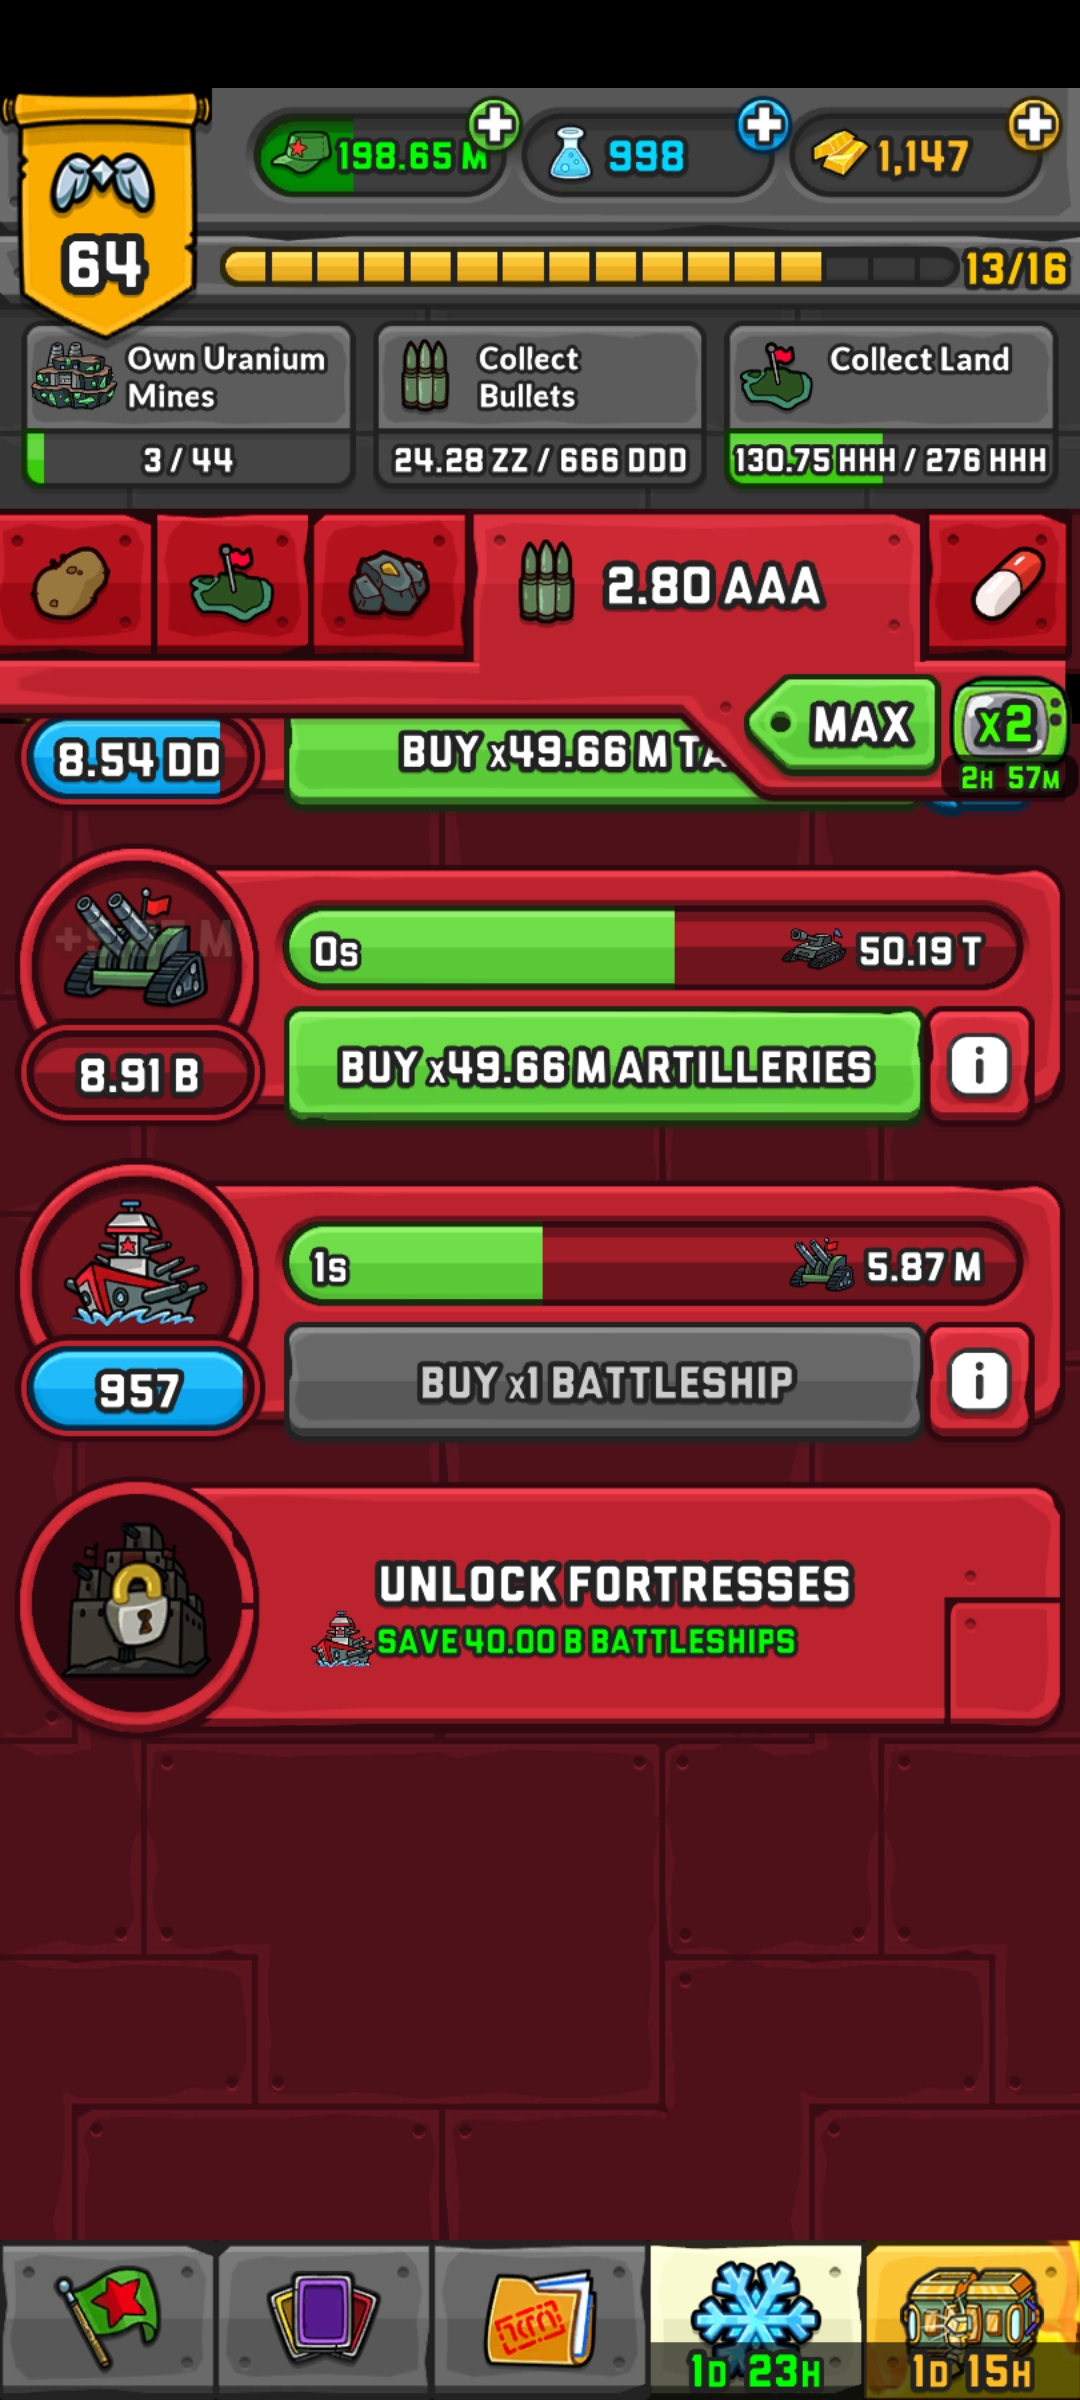 64
198.65 M
998
1,147
13/16
Own Uranium
Mines
3 / 44
Collect
Bullets
24.28 ZZ / 666 DDD
Collect Land
130.75 HHH / 276 HHH
2.80 AAA
MAX
X2
2H 57M
8.54 DD
BUY x49.66 M TA
0s
50.19 T
8.91 B
BUY x49.66 M ARTILLERIES
i
1s
5.87 M
957
BUY x1 BATTLESHIP
i
UNLOCK FORTRESSES
SAVE 40.00 B BATTLESHIPS
1D 23H
1D 15H